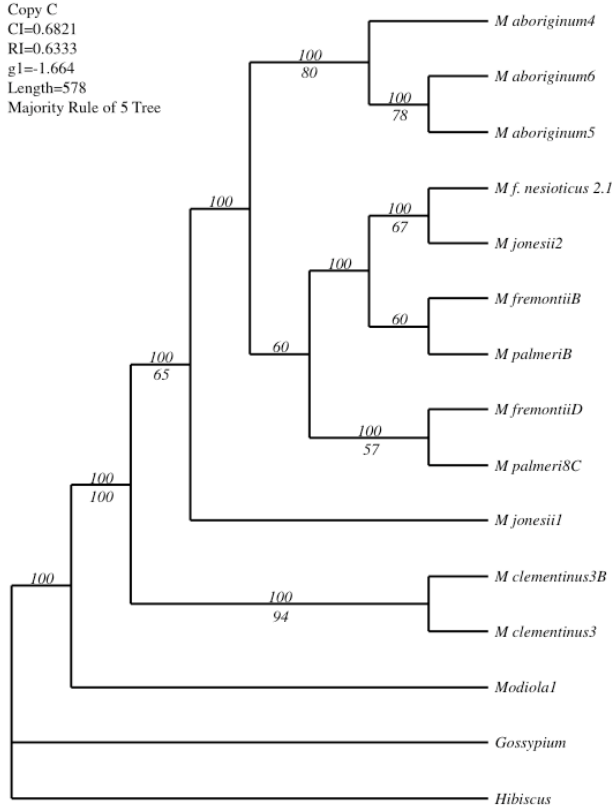 Copy C
CI=0.6821
RI=0.6333
g1=-1.664
Length=578
Majority Rule of 5 Tree
M aboriginum4
100
80
M aboriginum6
100
78
M aboriginum5
M f. nesioticus 2.1
100
100
67
M jonesii2
100
M fremontiiB
60
60
M palmeriB
100
65
M fremontiiD
100
57
M palmeri8C
100
100
M jonesii1
M clementinus3B
100
100
94
M clementinus3
Modiola1
Gossypium
Hibiscus